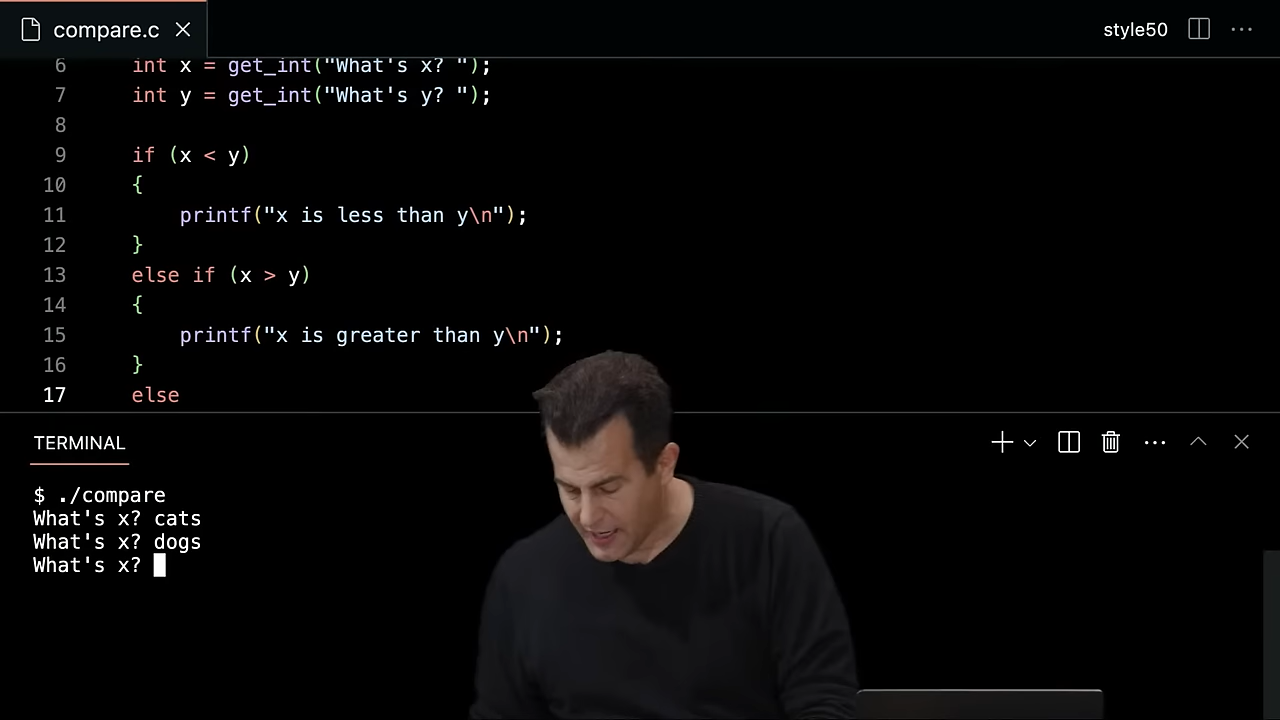 compare.c
style50
6 int x = get_int("What's x? ");
7 int y = get_int("What's y? ");
8
9 if (x < y)
10 {
11 printf("x is less than y\n");
12 }
13 else if (x > y)
14 {
15 printf("x is greater than y\n");
16 }
17 else
TERMINAL
$ ./compare
What's x? cats
What's x? dogs
What's x?